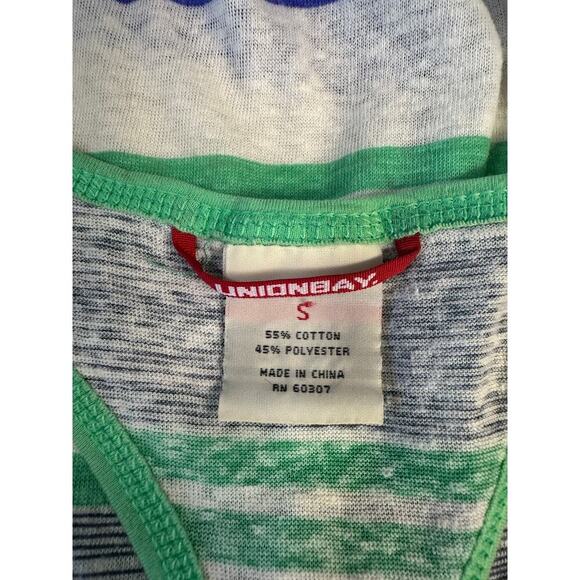 UNIONBAY.
S
55% COTTON
45% POLYESTER
MADE IN CHINA
RN 60307